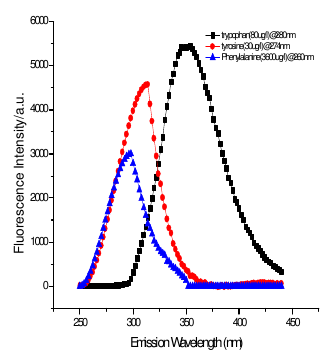 6000
trypophan(80ug/l)@280nm
tyrosine(30ug/l)@274nm
Phenylalanine(3600ug/l)@260nm
5000
4000
3000
2000
1000
0
250 300 350 400 450
Fluorescence Intensity/a.u.
Emission Wavelength (nm)